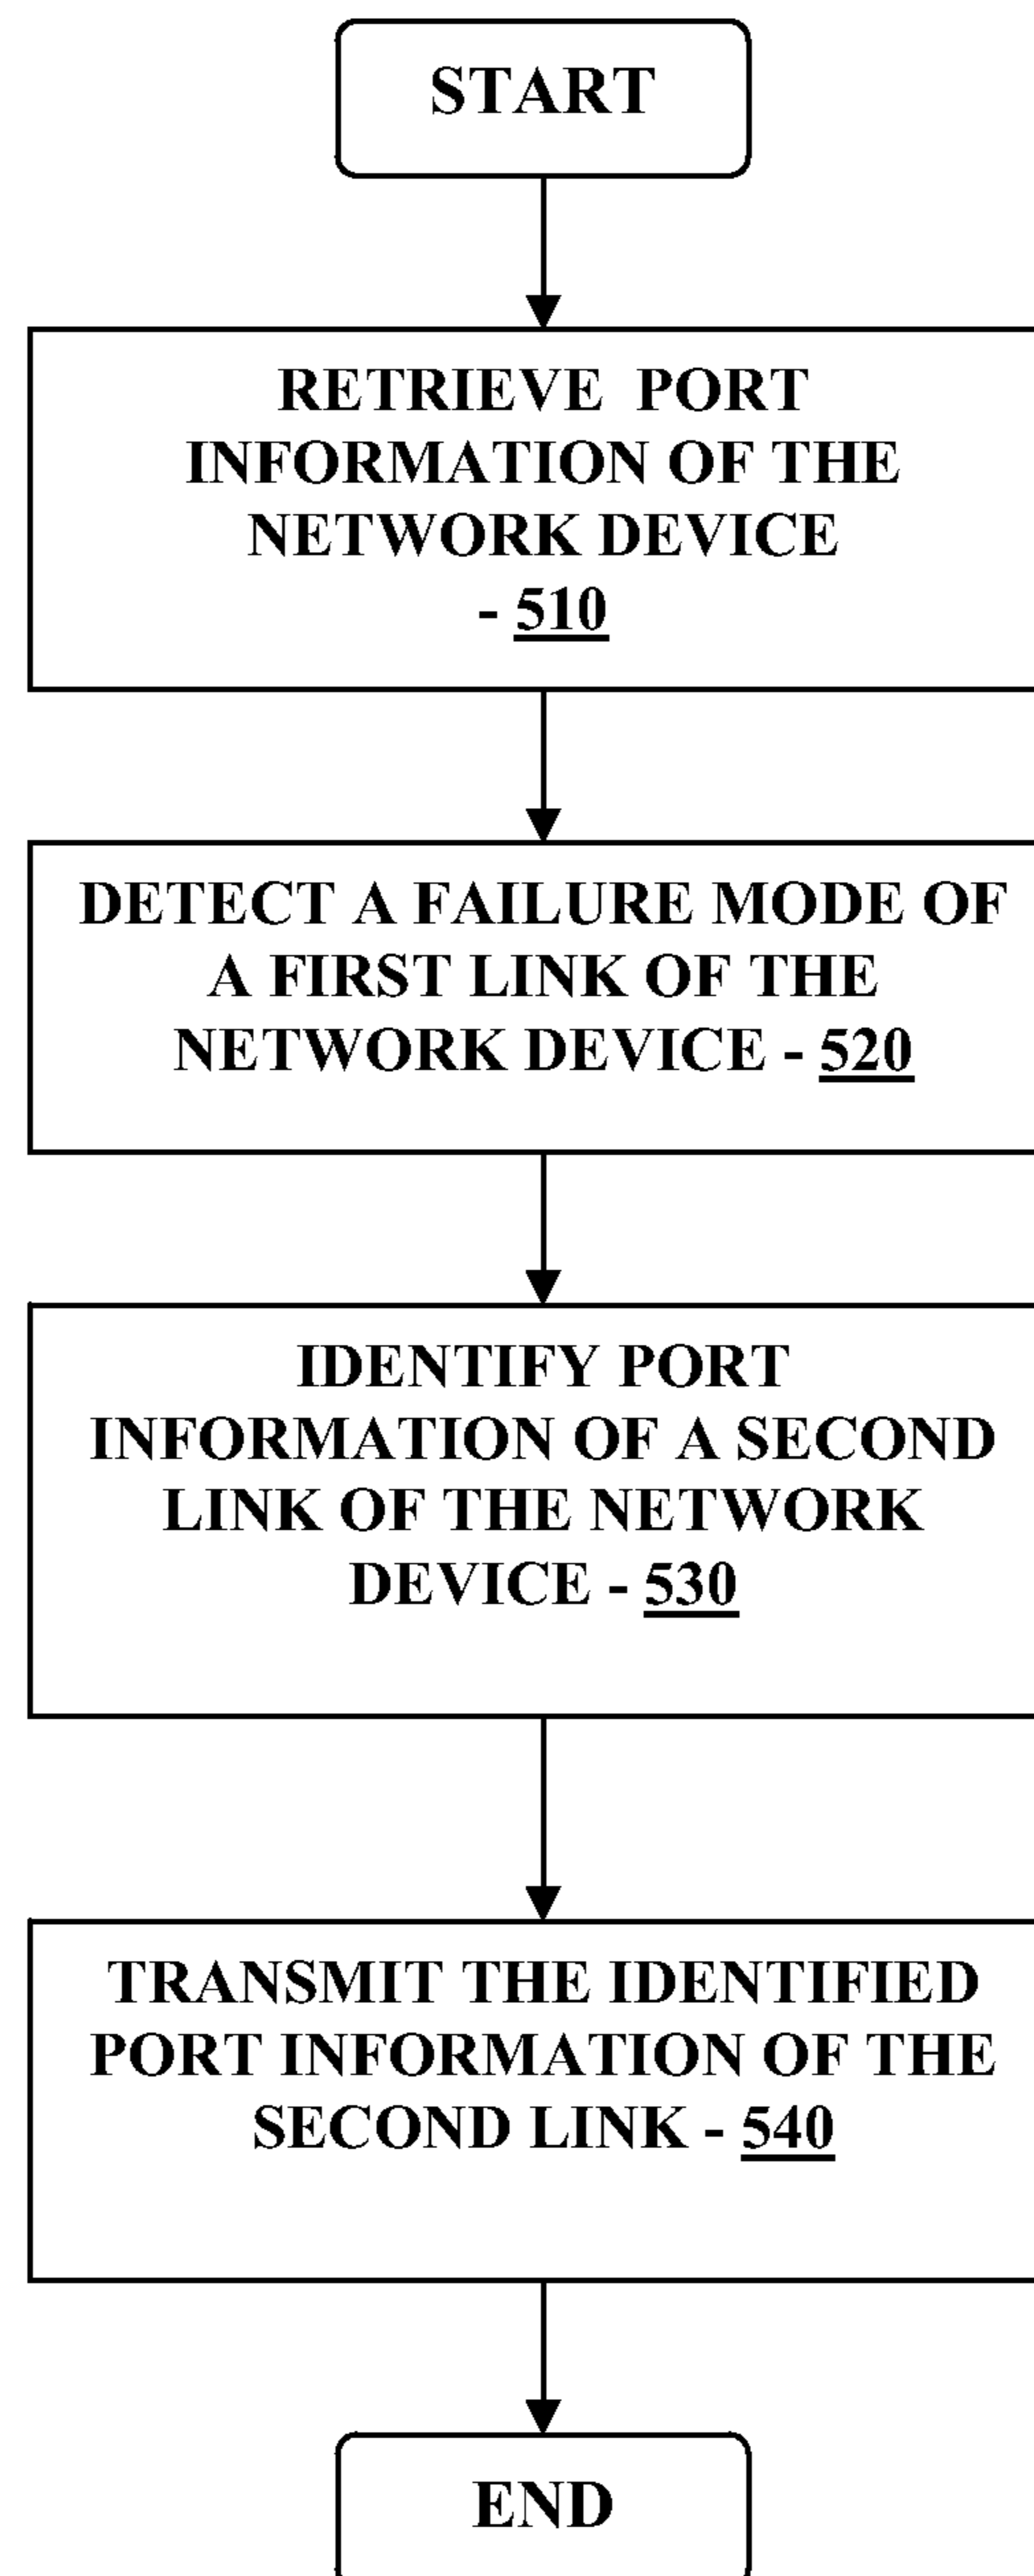 START
RETRIEVE PORT
INFORMATION OF THE
NETWORK DEVICE
- 510
DETECT A FAILURE MODE OF
A FIRST LINK OF THE
NETWORK DEVICE - 520
IDENTIFY PORT
INFORMATION OF A SECOND
LINK OF THE NETWORK
DEVICE - 530
TRANSMIT THE IDENTIFIED
PORT INFORMATION OF THE
SECOND LINK - 540
END